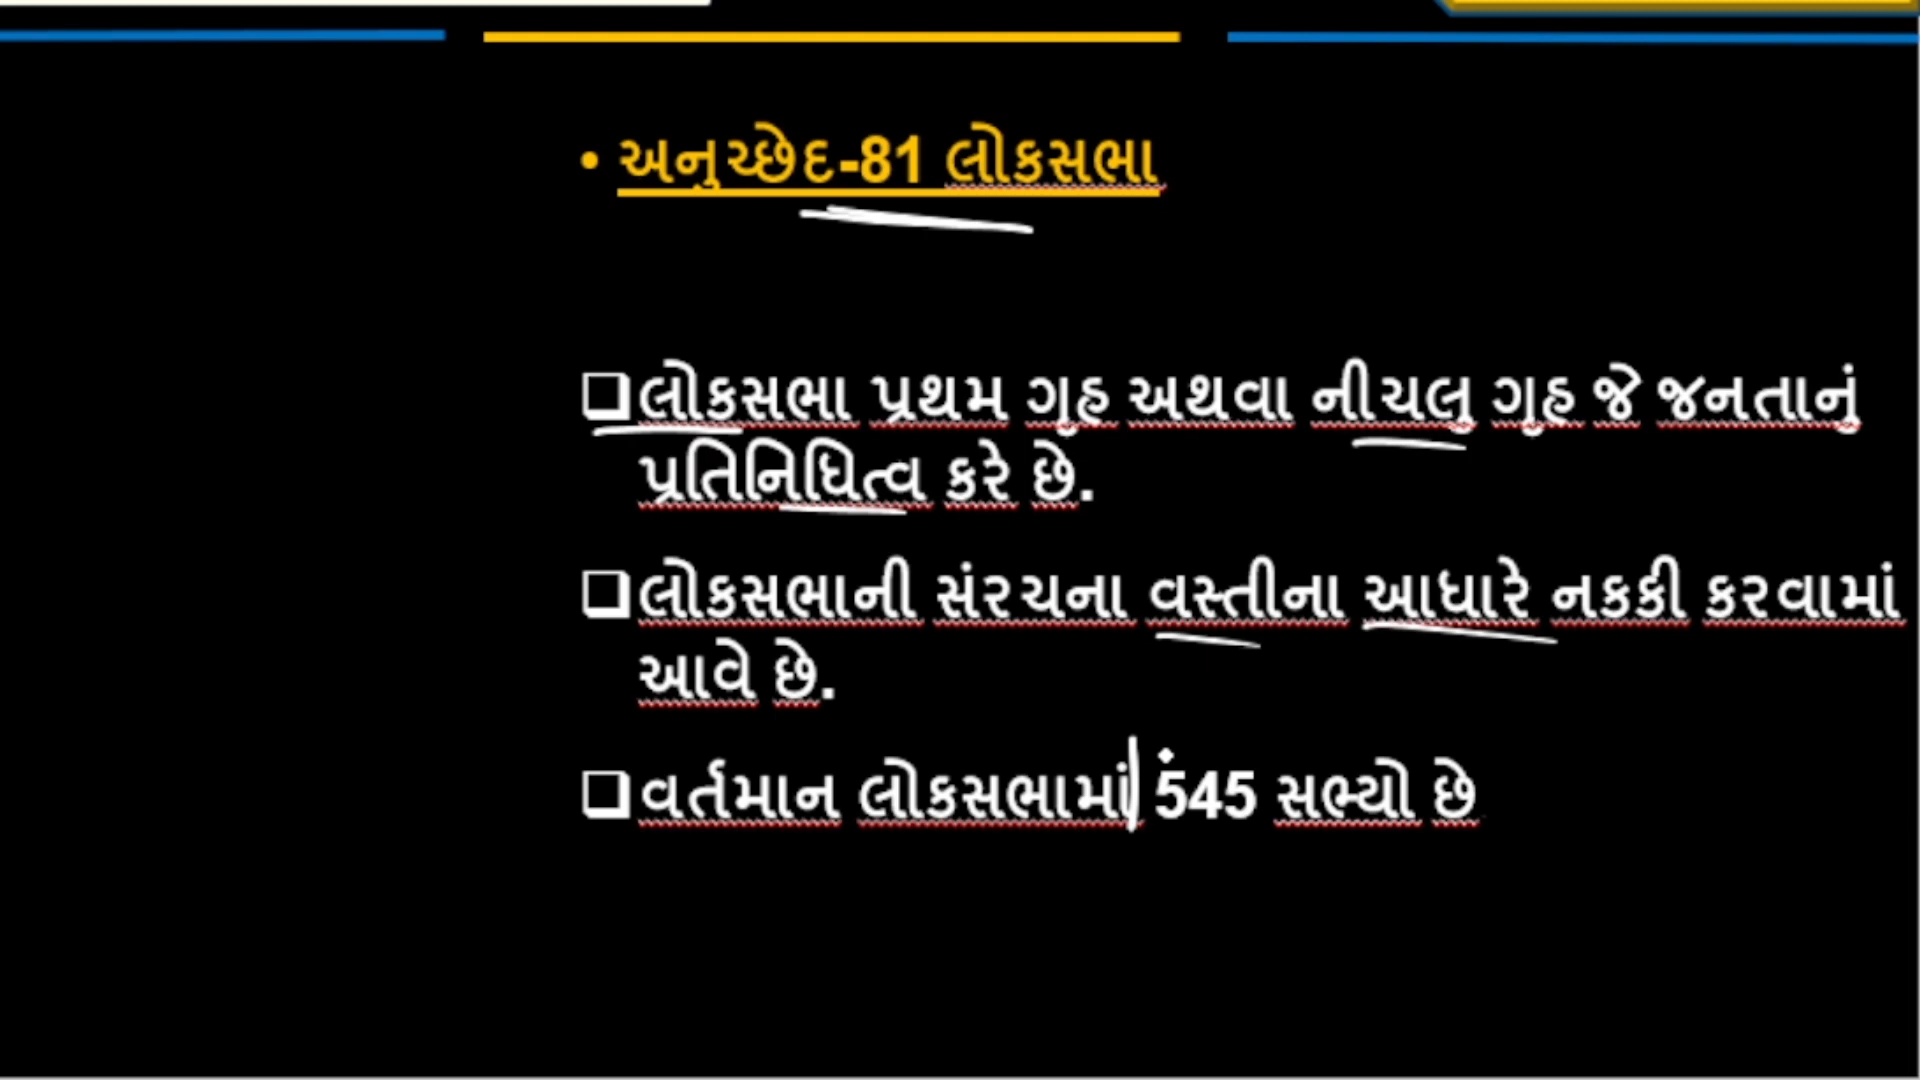 • અનુચ્છેદ-81 લોકસભા
❑લોકસભા પ્રથમ ગૃહ અથવા નીચલુ ગૃહ જે જનતાનું
પ્રતિનિધિત્વ કરે છે.
❑લોકસભાની સંરચના વસ્તીના આધારે નકકી કરવામાં
આવે છે.
❑વર્તમાન લોકસભામાં 545 સભ્યો છે